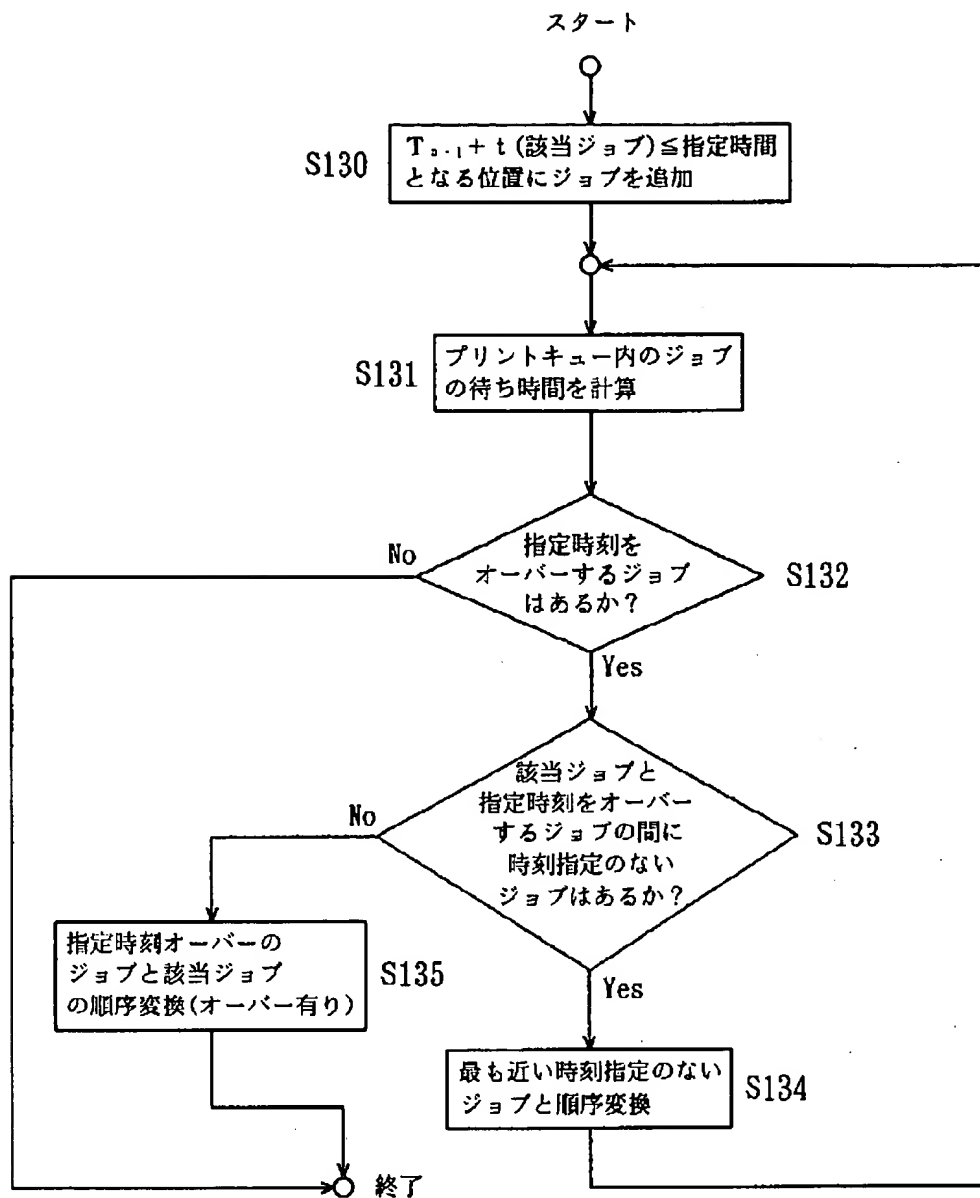 スタート
S130
Tn-1+t(該当ジョブ)≦指定時間
となる位置にジョブを追加
S131
プリントキュー内のジョブ
の待ち時間を計算
No
指定時刻を
オーバーするジョブ
はあるか?
S132
Yes
該当ジョブと
指定時刻をオーバー
するジョブの間に
時刻指定のない
ジョブはあるか?
No
S133
指定時刻オーバーの
ジョブと該当ジョブ
の順序変換(オーバー有り)
S135
Yes
最も近い時刻指定のない
ジョブと順序変換
S134
終了